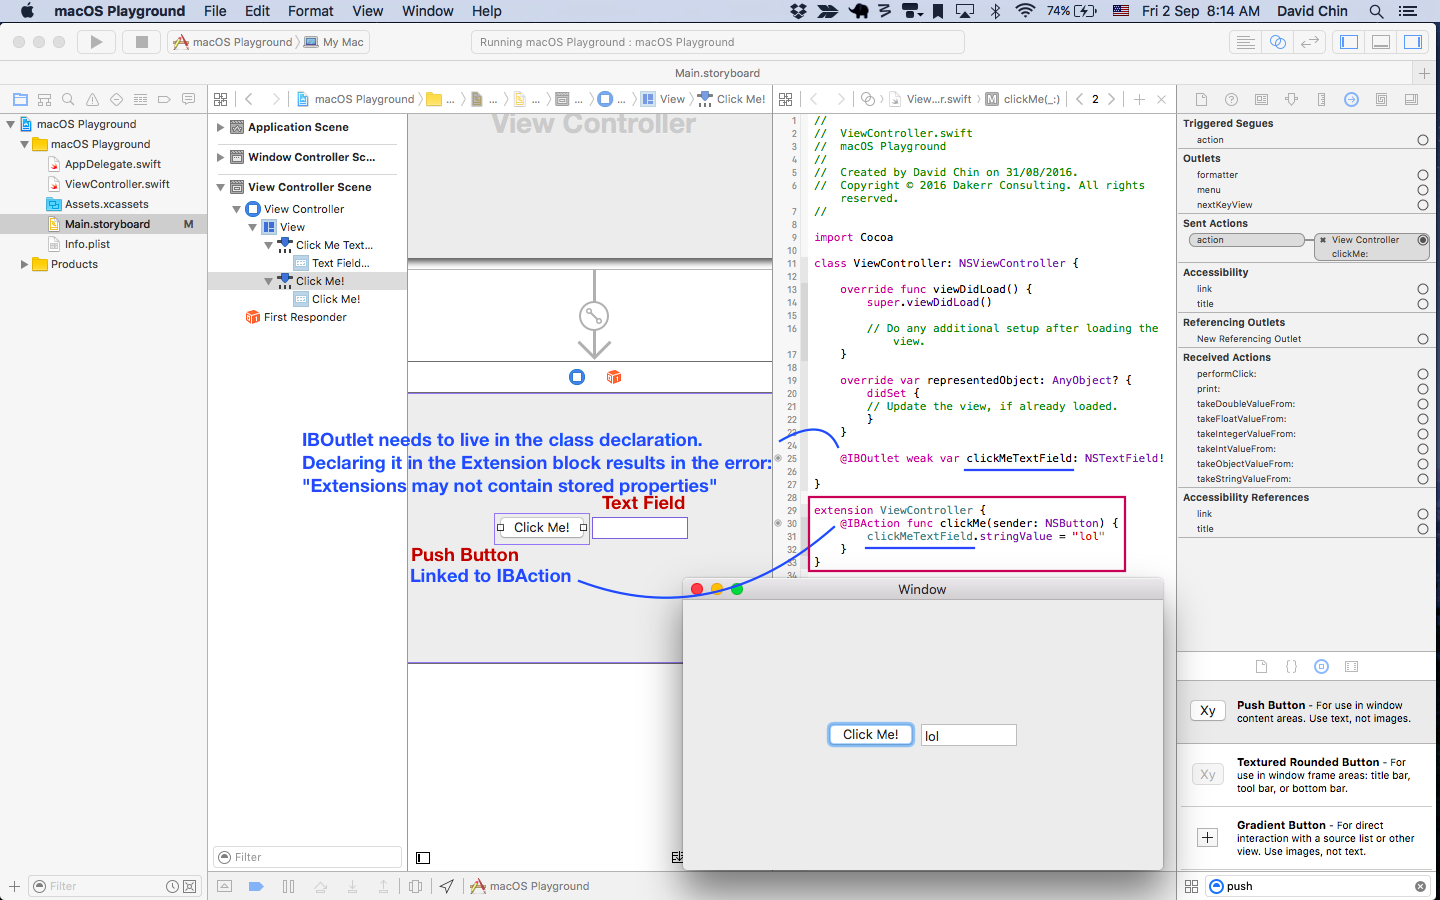 macOS Playground File Edit Format View Window Help
74% Fri 2 Sep 8:14 AM David Chin
macOS Playground My Mac
Running macOS Playground : macOS Playground
Main.storyboard
macOS Playground
macOS Playground
AppDelegate.swift
ViewController.swift
Assets.xcassets
Main.storyboard M
Info.plist
Products
Filter
macOS Playground ... ... ... ... ... View Click Me!
Application Scene
Window Controller Sc...
View Controller Scene
View Controller
View
Click Me Text...
Text Field...
Click Me!
Click Me!
First Responder
Filter
View Controller
IBOutlet needs to live in the class declaration.
Declaring it in the Extension block results in the error:
"Extensions may not contain stored properties"
Text Field
Click Me!
Push Button
Linked to IBAction
View...r.swift M clickMe(_:) 2
1 //
2 // ViewController.swift
3 // macOS Playground
4 //
5 // Created by David Chin on 31/08/2016.
6 // Copyright © 2016 Dakerr Consulting. All rights
reserved.
7 //
8
9 import Cocoa
10
11 class ViewController: NSViewController {
12
13 override func viewDidLoad() {
14 super.viewDidLoad()
15
16 // Do any additional setup after loading the
view.
17 }
18
19 override var representedObject: AnyObject? {
20 didSet {
21 // Update the view, if already loaded.
22 }
23 }
24
25 @IBOutlet weak var clickMeTextField: NSTextField!
26
27 }
28
29 extension ViewController {
30 @IBAction func clickMe(sender: NSButton) {
31 clickMeTextField.stringValue = "lol"
32 }
33 }
34
Window
Click Me! lol
macOS Playground
Triggered Segues
action
Outlets
formatter
menu
nextKeyView
Sent Actions
action View Controller
clickMe:
Accessibility
link
title
Referencing Outlets
New Referencing Outlet
Received Actions
performClick:
print:
takeDoubleValueFrom:
takeFloatValueFrom:
takeIntegerValueFrom:
takeIntValueFrom:
takeObjectValueFrom:
takeStringValueFrom:
Accessibility References
link
title
Xy Push Button - For use in window
content areas. Use text, not images.
Xy Textured Rounded Button - For
use in window frame areas: title bar,
tool bar, or bottom bar.
Gradient Button - For direct
interaction with a source list or other
view. Use images, not text.
push